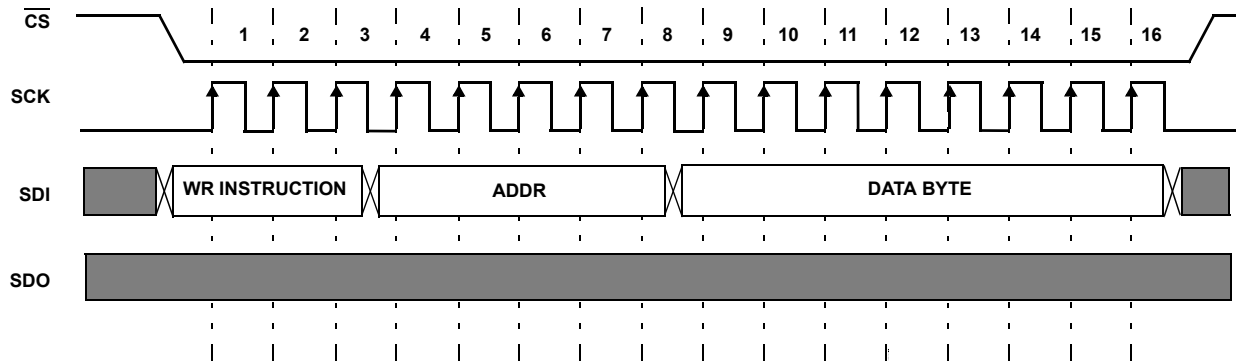 CS
1 2 3 4 5 6 7 8 9 10 11 12 13 14 15 16
SCK
SDI WR INSTRUCTION ADDR DATA BYTE
SDO